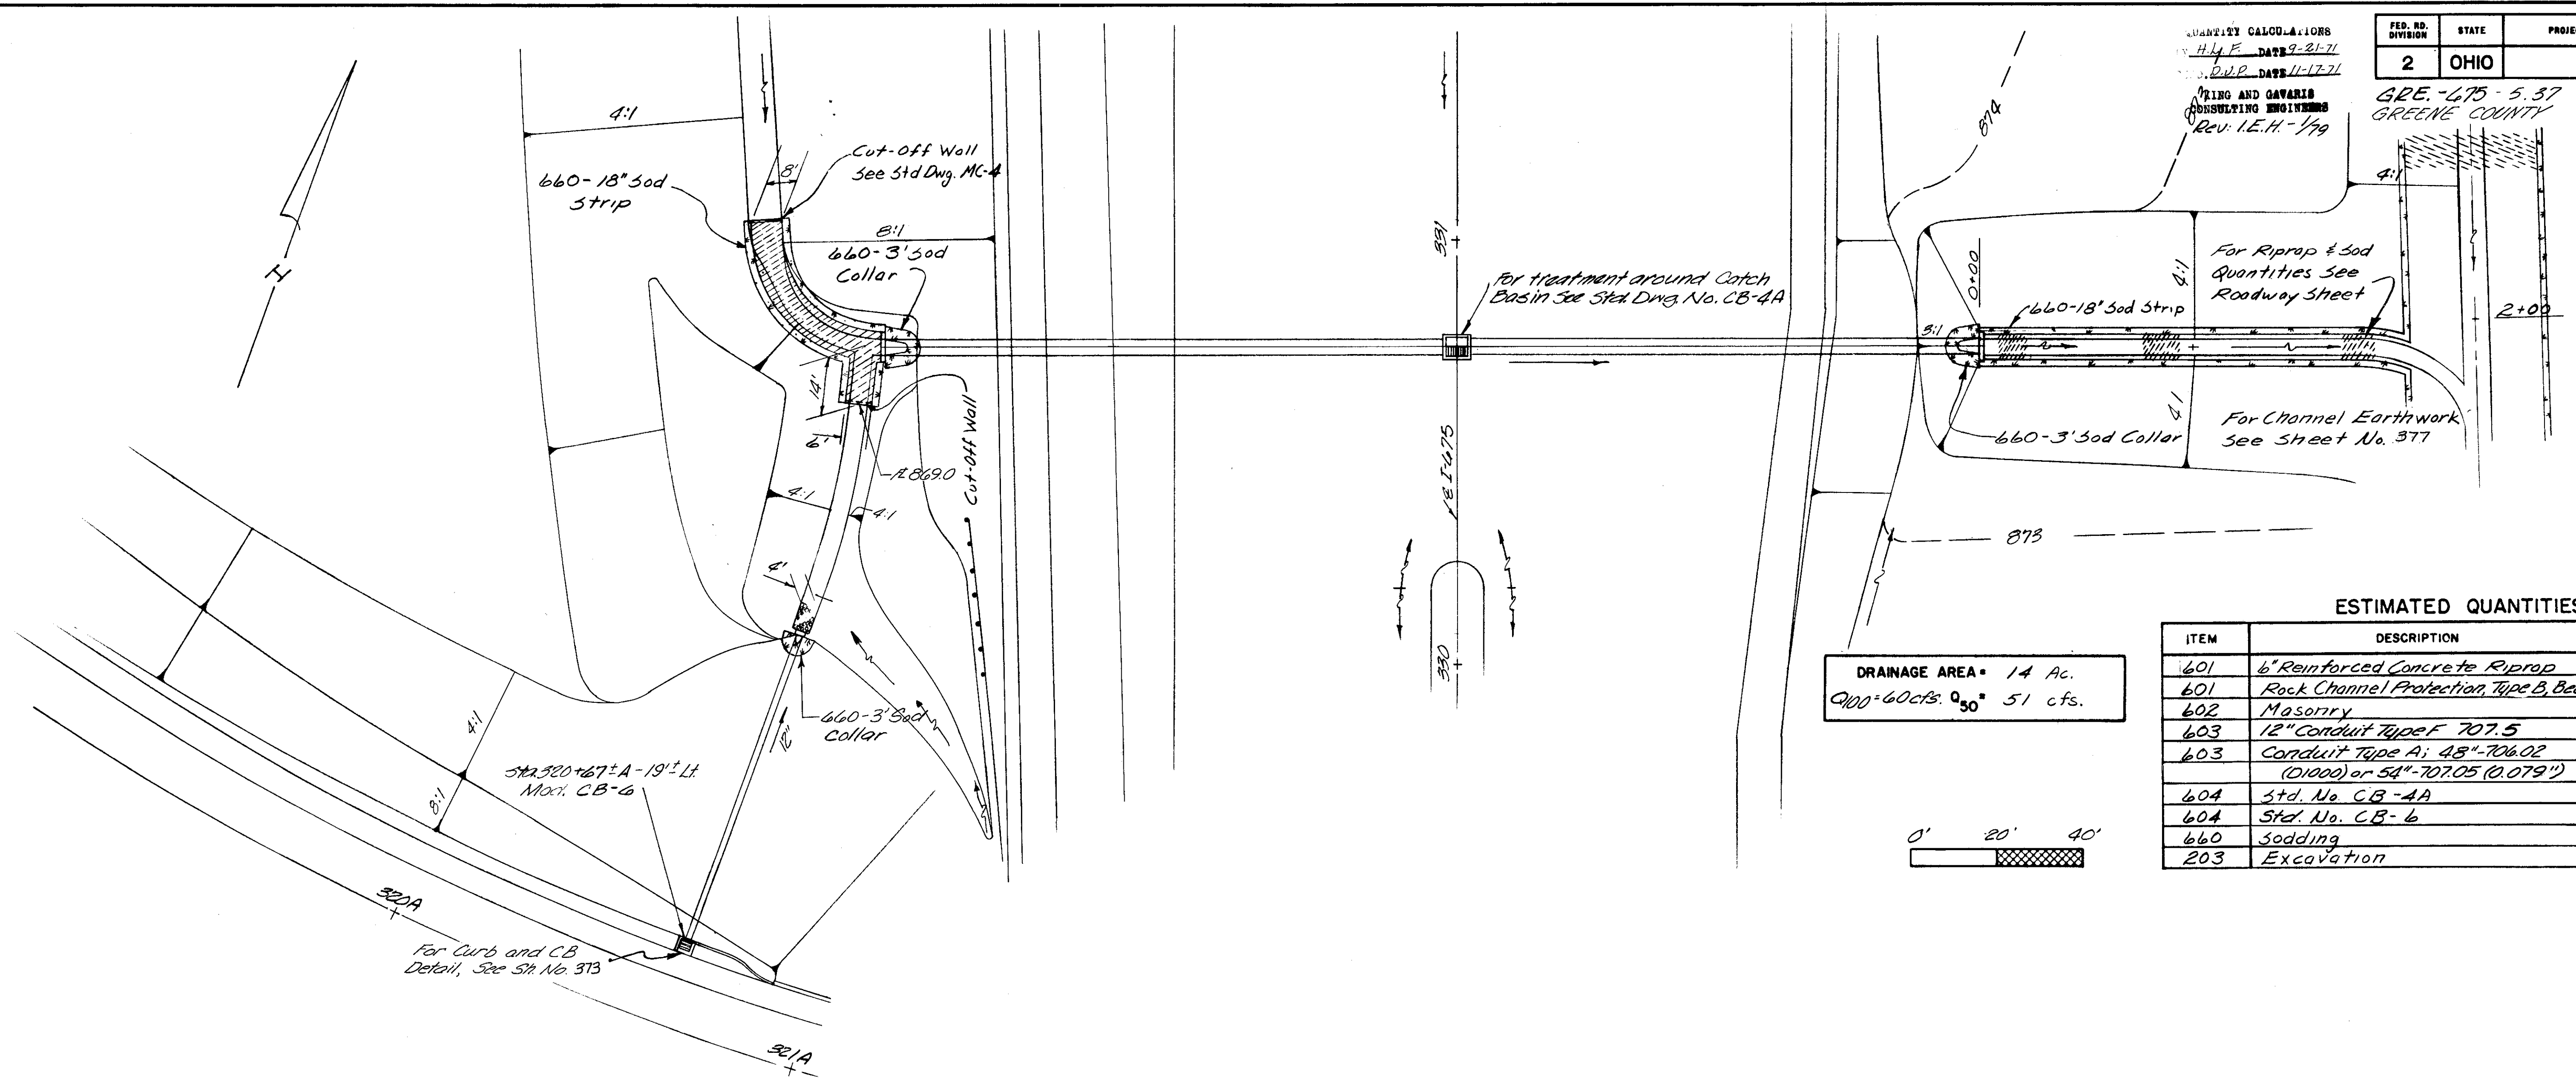 QUANTITY CALCULATIONS
H.L.F. DATE 9-21-71
D.V.P. DATE 11-17-71
RING AND GAVARIS
CONSULTING ENGINEERS
Rev: I.E.H. - 1/79
FED. RD. DIVISION
STATE
2
OHIO
GRE. -675 - 5.37
GREENE COUNTY
4:1
Cut-Off Wall
See Std Dwg. MC-4
8'
660 - 18" Sod
Strip
8:1
660-3' Sod
Collar
14'
6'
869.0
Cut-Off Wall
4:1
4:1
4'
660-3' Sod
Collar
12"
4:1
8:1
Sta.320+67± A-19'± Lt.
Mod. CB-6
320A
For Curb and CB
Detail, See Sh. No. 373
321A
331
For treatment around Catch
Basin See Std. Dwg. No. CB-4A
I-675
330
874
3:1
0+00
4:1
4:1
For Riprap & Sod
Quantities See
Roadway Sheet
660-18" Sod Strip
4:1
2+00
660-3' Sod Collar
For Channel Earthwork
See Sheet No. 377
873
DRAINAGE AREA = 14 Ac.
Q100=60cfs. Q50= 51 cfs.
0' 20' 40'
ESTIMATED QUANTITIES
ITEM DESCRIPTION
601 6" Reinforced Concrete Riprap
601 Rock Channel Protection, Type B,
602 Masonry
603 12" Conduit Type F 707.5
603 Conduit Type A; 48"-706.02
(D1000) or 54"-707.05 (0.079")
604 Std. No. CB-4A
604 Std. No. CB-6
660 Sodding
203 Excavation